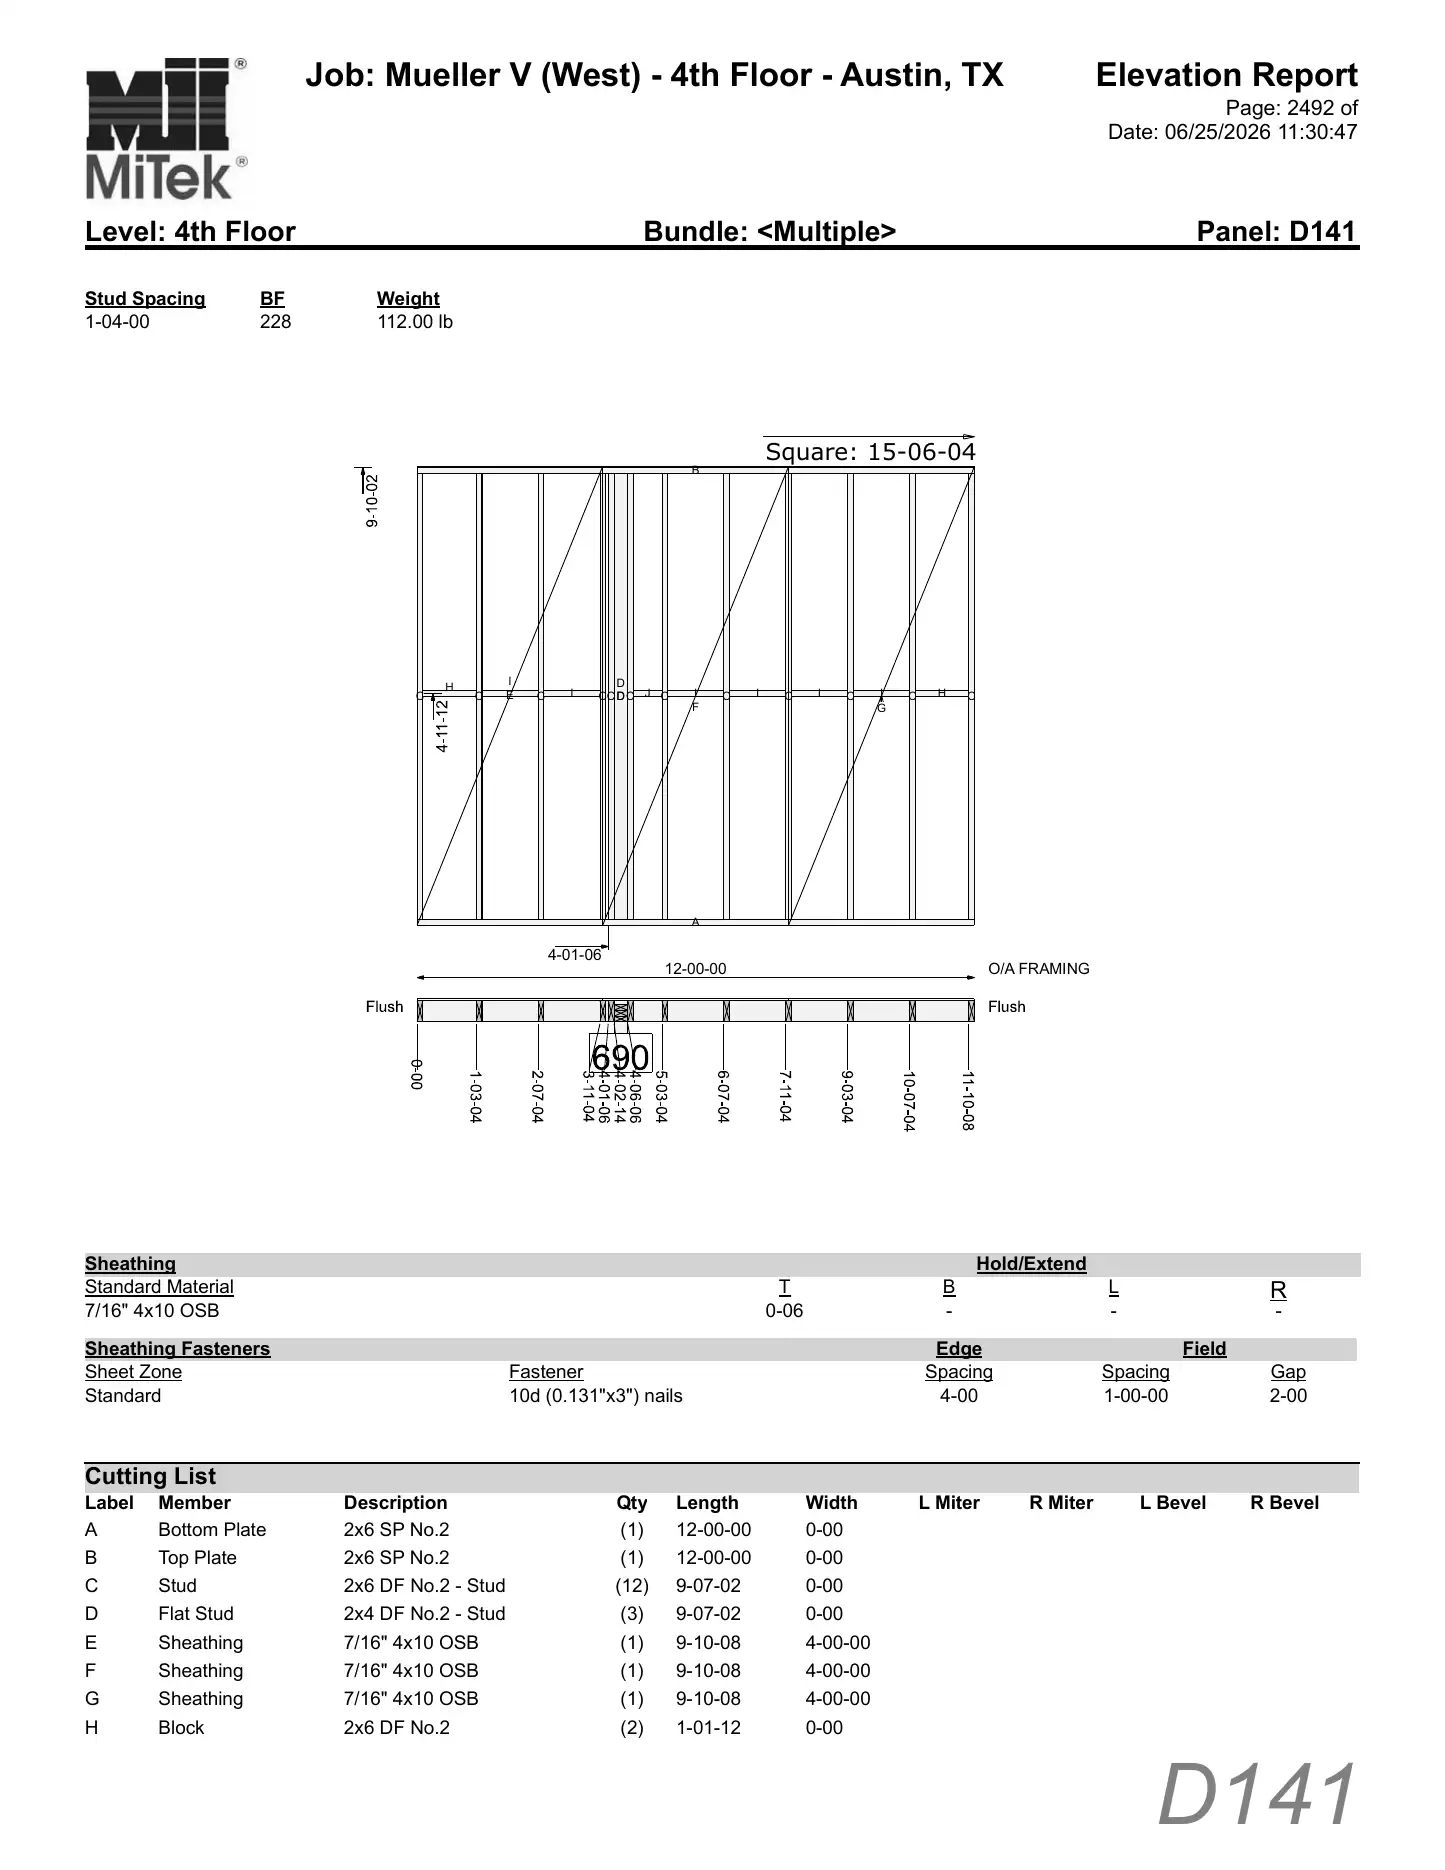 Job: Mueller V (West) - 4th Floor - Austin, TX
Elevation Report
Page: 2492 of
Date: 06/25/2026 11:30:47
MiTek®
Level: 4th Floor Bundle: <Multiple> Panel: D141
Stud Spacing BF Weight
1-04-00 228 112.00 lb
Square: 15-06-04
B
9-10-02
H I E I D D J I F I I I G H
4-11-12
A
4-01-06
12-00-00 O/A FRAMING
Flush Flush
690
0-00 1-03-04 2-07-04 3-11-04 4-01-06 4-02-14 4-06-06 5-03-04 6-07-04 7-11-04 9-03-04 10-07-04 11-10-08
Sheathing Hold/Extend
Standard Material T B L R
7/16" 4x10 OSB 0-06 - - -
Sheathing Fasteners Edge Field
Sheet Zone Fastener Spacing Spacing Gap
Standard 10d (0.131"x3") nails 4-00 1-00-00 2-00
Cutting List
Label Member Description Qty Length Width L Miter R Miter L Bevel R Bevel
A Bottom Plate 2x6 SP No.2 (1) 12-00-00 0-00
B Top Plate 2x6 SP No.2 (1) 12-00-00 0-00
C Stud 2x6 DF No.2 - Stud (12) 9-07-02 0-00
D Flat Stud 2x4 DF No.2 - Stud (3) 9-07-02 0-00
E Sheathing 7/16" 4x10 OSB (1) 9-10-08 4-00-00
F Sheathing 7/16" 4x10 OSB (1) 9-10-08 4-00-00
G Sheathing 7/16" 4x10 OSB (1) 9-10-08 4-00-00
H Block 2x6 DF No.2 (2) 1-01-12 0-00
D141